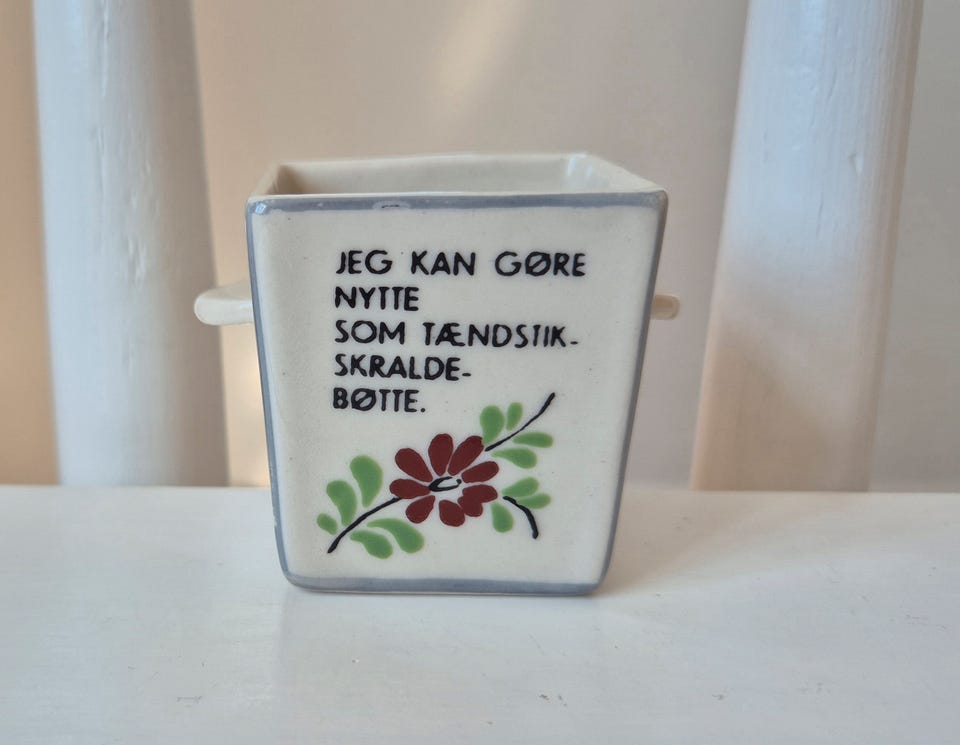 JEG KAN GØRE
NYTTE
SOM TÆNDSTIK-
SKRALDE-
BØTTE.